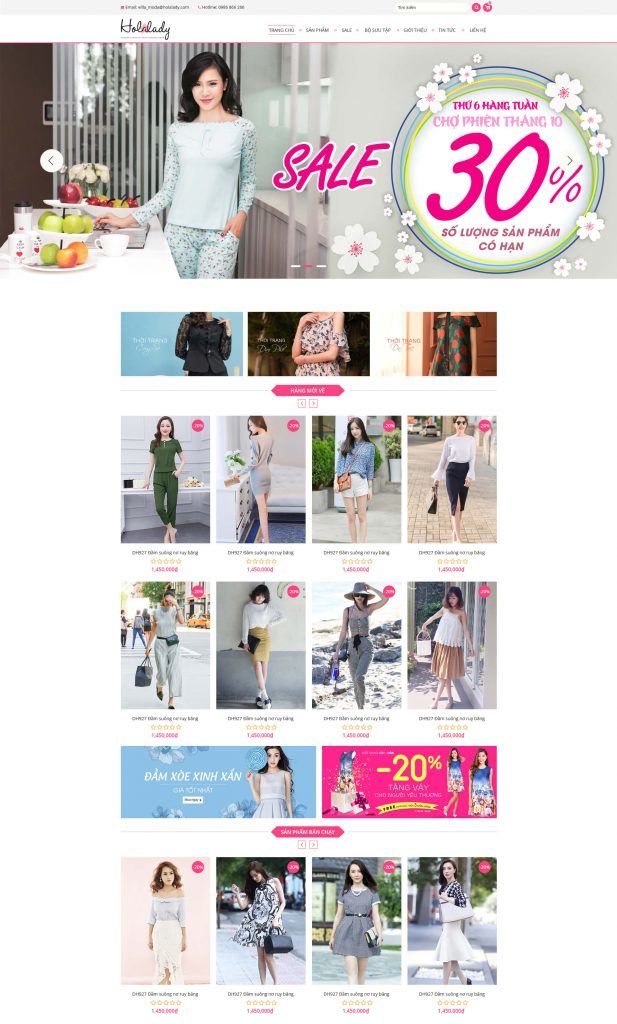 Email: villa_moda@holalady.com
Hotline: 0986 866 266
Tìm kiếm
Holalady
TRANG CHỦ
SẢN PHẨM
SALE
BỘ SƯU TẬP
GIỚI THIỆU
TIN TỨC
LIÊN HỆ
THỨ 6 HÀNG TUẦN
CHỢ PHIÊN THÁNG 10
SALE
30%
SỐ LƯỢNG SẢN PHẨM
CÓ HẠN
THỜI TRANG
Công sở
THỜI TRANG
Dạo Phố
THỜI TRANG
HÀNG MỚI VỀ
-20%
-20%
-20%
-20%
DH927 Đầm suông nơ ruy băng
DH927 Đầm suông nơ ruy băng
DH927 Đầm suông nơ ruy băng
DH927 Đầm suông nơ ruy băng
1,450,000đ
1,450,000đ
1,450,000đ
1,450,000đ
-20%
-20%
-20%
-20%
DH927 Đầm suông nơ ruy băng
DH927 Đầm suông nơ ruy băng
DH927 Đầm suông nơ ruy băng
DH927 Đầm suông nơ ruy băng
1,450,000đ
1,450,000đ
1,450,000đ
1,450,000đ
ĐẦM XÒE XINH XẮN
GIÁ TỐT NHẤT
Mua ngay
-20%
TẶNG VÁY
CHO NGƯỜI YÊU THƯƠNG
FREE
SẢN PHẨM BÁN CHẠY
-20%
-20%
-20%
-20%
DH927 Đầm suông nơ ruy băng
DH927 Đầm suông nơ ruy băng
DH927 Đầm suông nơ ruy băng
DH927 Đầm suông nơ ruy băng
1,450,000đ
1,450,000đ
1,450,000đ
1,450,000đ